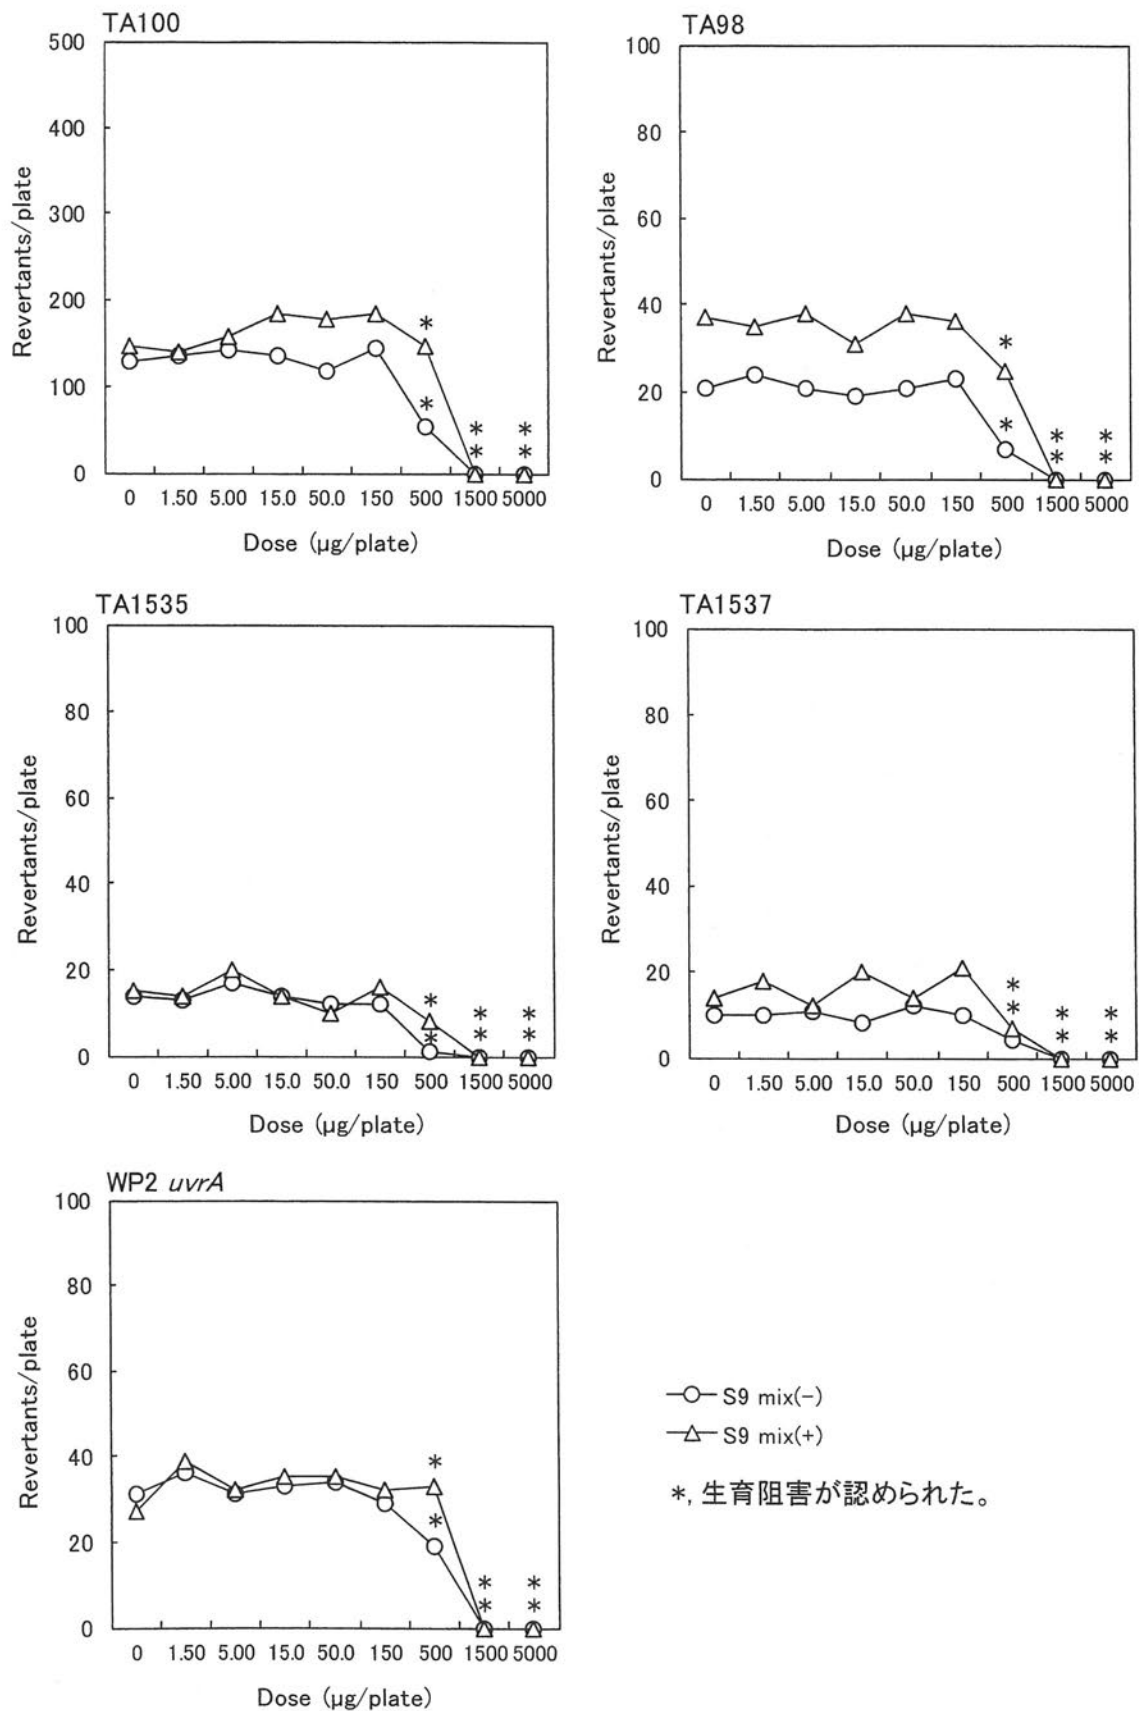 TA100
500
400
300
200
100
0
Revertants/plate
0 1.50 5.00 15.0 50.0 150 500 1500 5000
Dose (μg/plate)
* * * * * *
TA98
100
80
60
40
20
0
Revertants/plate
0 1.50 5.00 15.0 50.0 150 500 1500 5000
Dose (μg/plate)
* * * * * *
TA1535
100
80
60
40
20
0
Revertants/plate
0 1.50 5.00 15.0 50.0 150 500 1500 5000
Dose (μg/plate)
* * * * * *
TA1537
100
80
60
40
20
0
Revertants/plate
0 1.50 5.00 15.0 50.0 150 500 1500 5000
Dose (μg/plate)
* * * * * *
WP2 uvrA
100
80
60
40
20
0
Revertants/plate
0 1.50 5.00 15.0 50.0 150 500 1500 5000
Dose (μg/plate)
* * * * * *
S9 mix(-)
S9 mix(+)
*, 生育阻害が認められた。